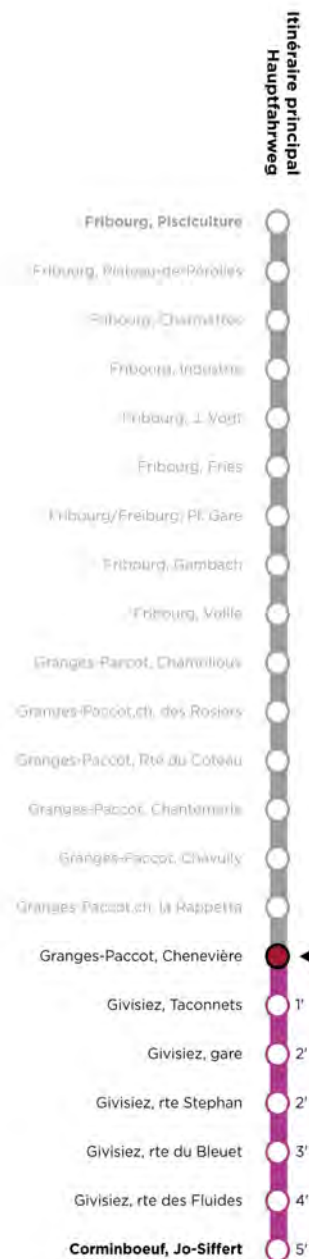 Itinéraire principal
Hauptfahrweg
Fribourg, Pisciculture
Fribourg, Plateau-de-Pérolles
Fribourg, Charmettes
Fribourg, Industrie
Fribourg, J. Vogt
Fribourg, Fries
Fribourg/Freiburg, Pl. Gare
Fribourg, Gambach
Fribourg,
Granges-Paccot, Chamblioux
Granges-Paccot,ch. des Rosiers
Granges-Paccot, Rte du Coteau
Granges-Paccot, Chantemerle
Granges-Paccot, Chavully
Granges-Paccot,ch. la Rappetta
Granges-Paccot, Chenevière
Givisiez, Taconnets 1'
Givisiez, gare 2'
Givisiez, rte Stephan 2'
Givisiez, rte du Bleuet 3'
Givisiez, rte des Fluides 4'
Corminboeuf, Jo-Siffert 5'